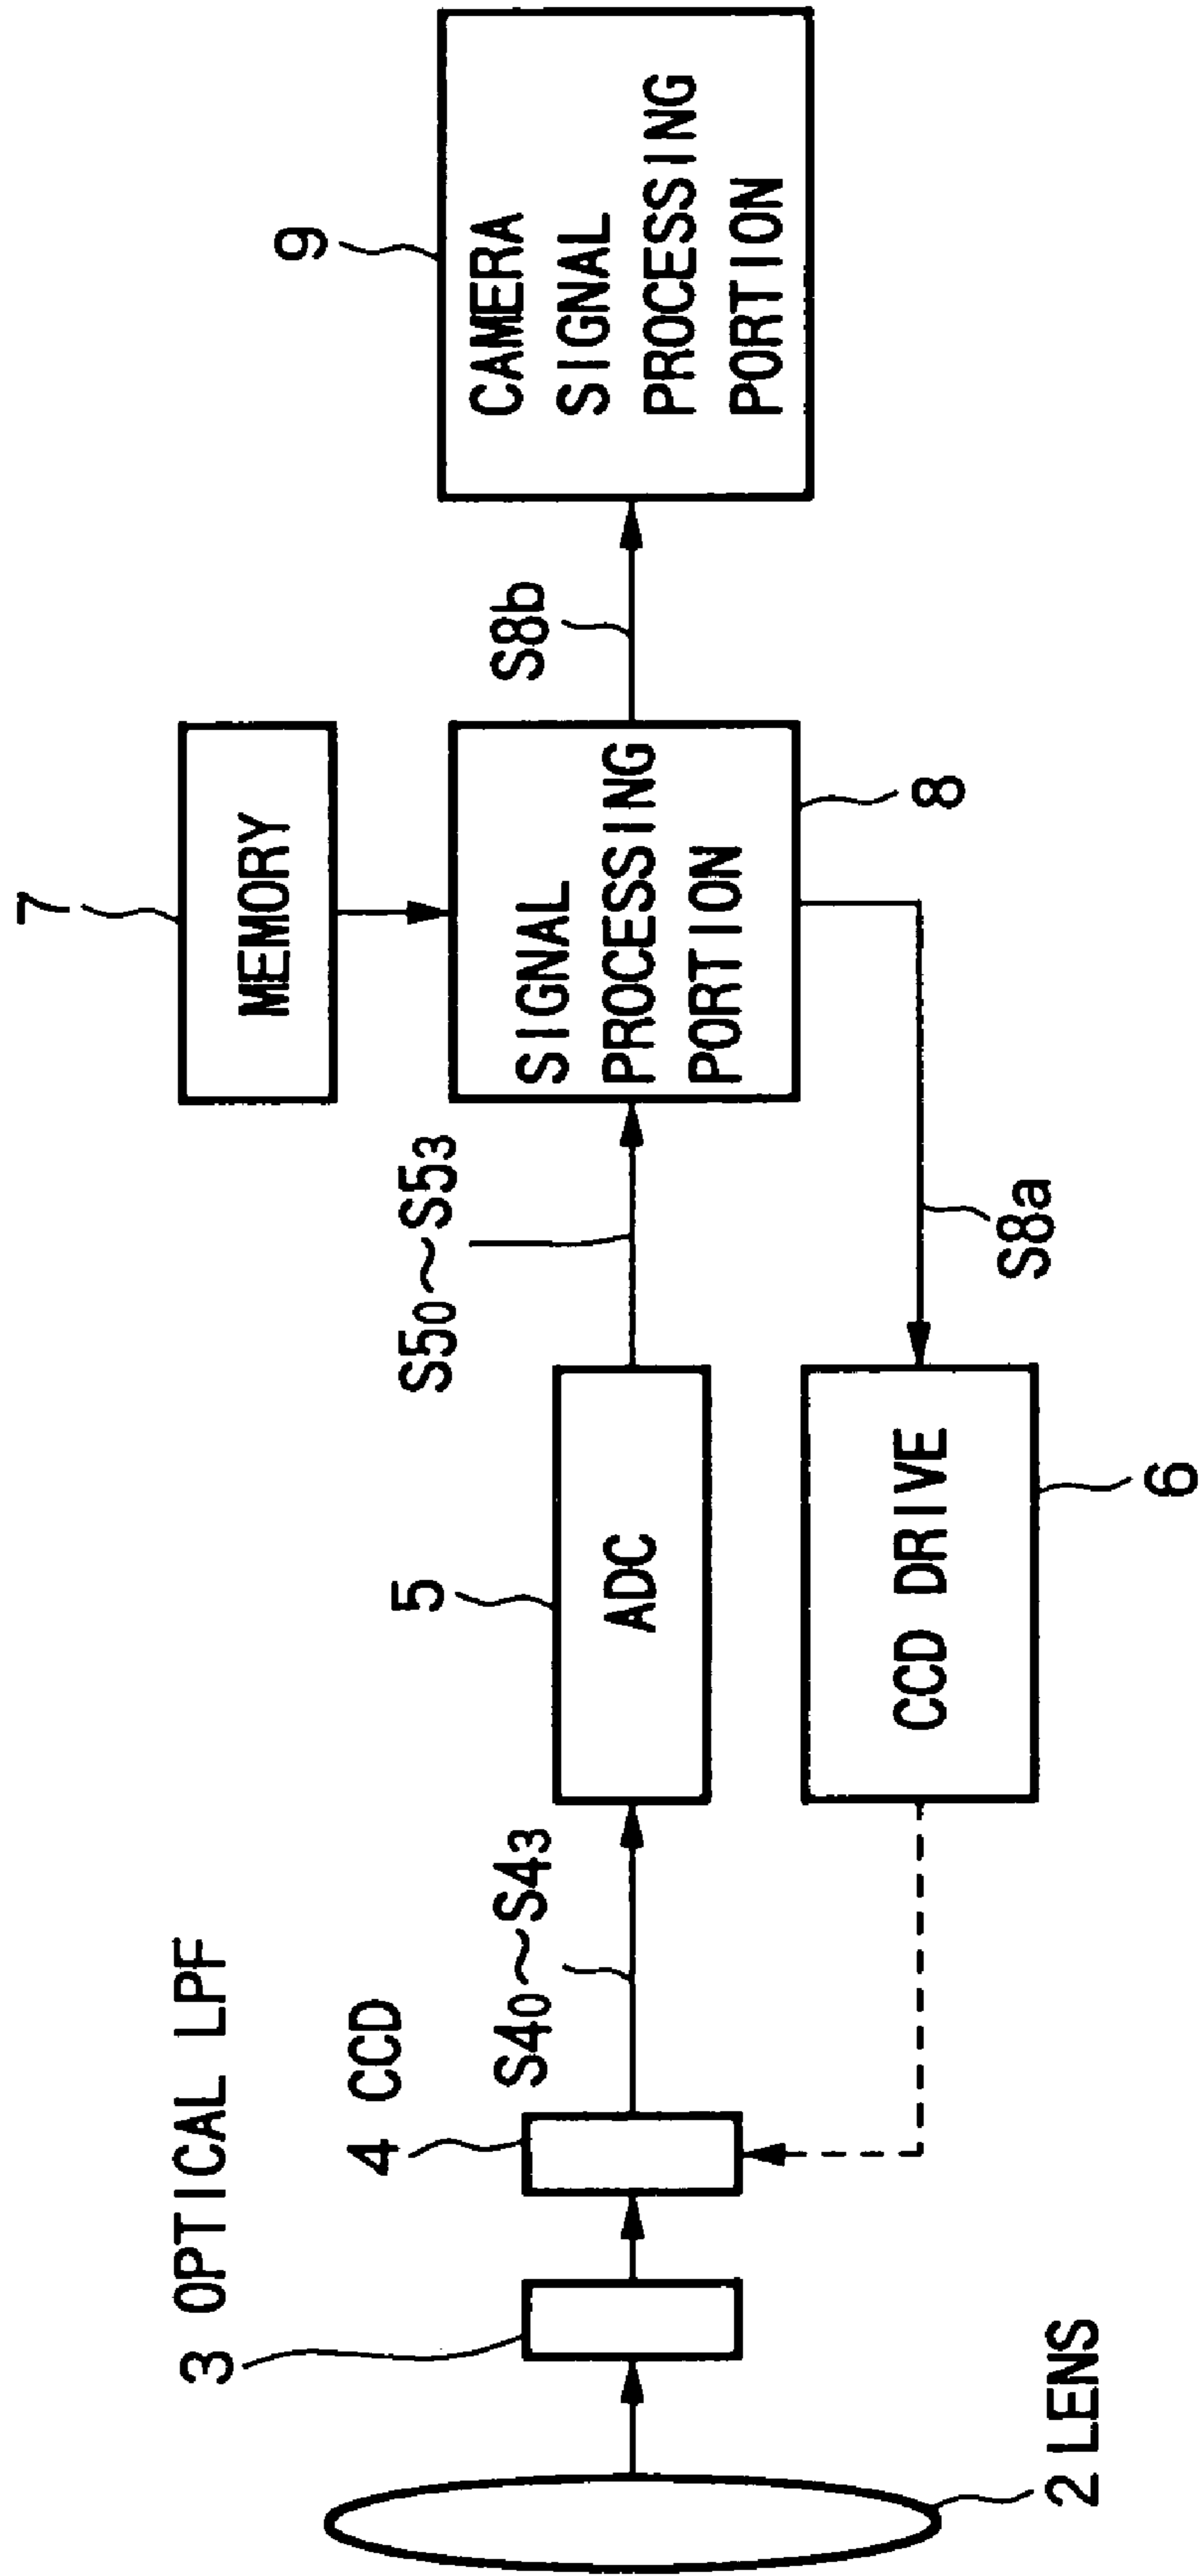 2 LENS
3 OPTICAL LPF
4 CCD
S40~S43
5
ADC
CCD DRIVE
6
S50~S53
S8a
7
MEMORY
SIGNAL
PROCESSING
PORTION
8
S8b
9
CAMERA
SIGNAL
PROCESSING
PORTION